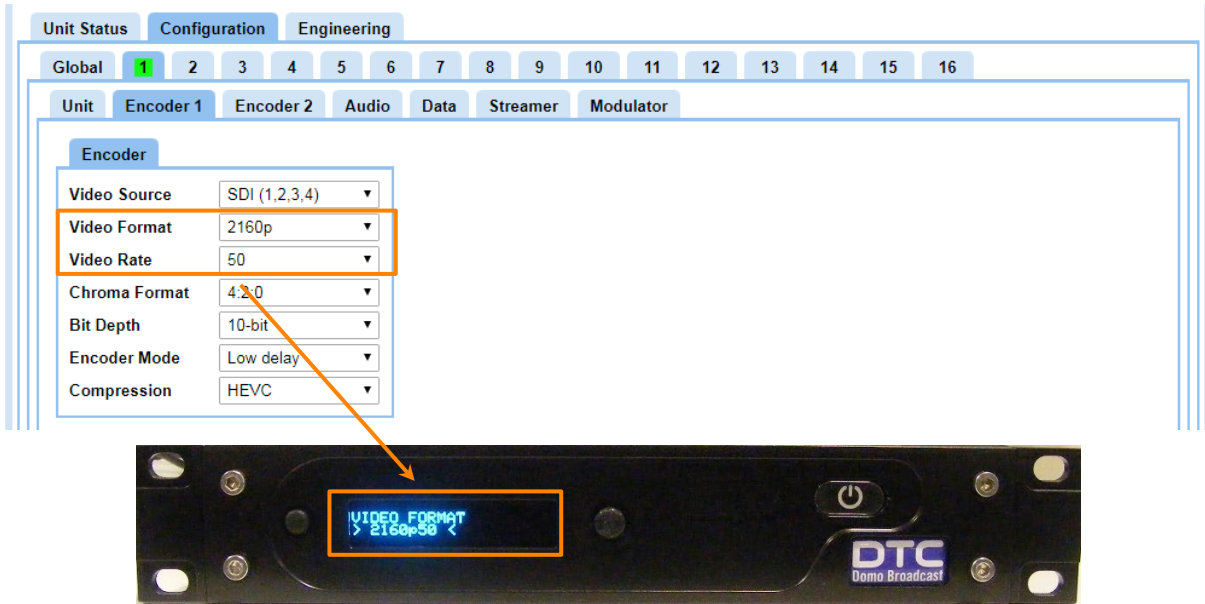 Unit Status Configuration Engineering
Global 1 2 3 4 5 6 7 8 9 10 11 12 13 14 15 16
Unit Encoder 1 Encoder 2 Audio Data Streamer Modulator
Encoder
Video Source SDI (1,2,3,4)
Video Format 2160p
Video Rate 50
Chroma Format 4:2:0
Bit Depth 10-bit
Encoder Mode Low delay
Compression HEVC
VIDEO FORMAT
> 2160p50 <
DTC
Domo Broadcast